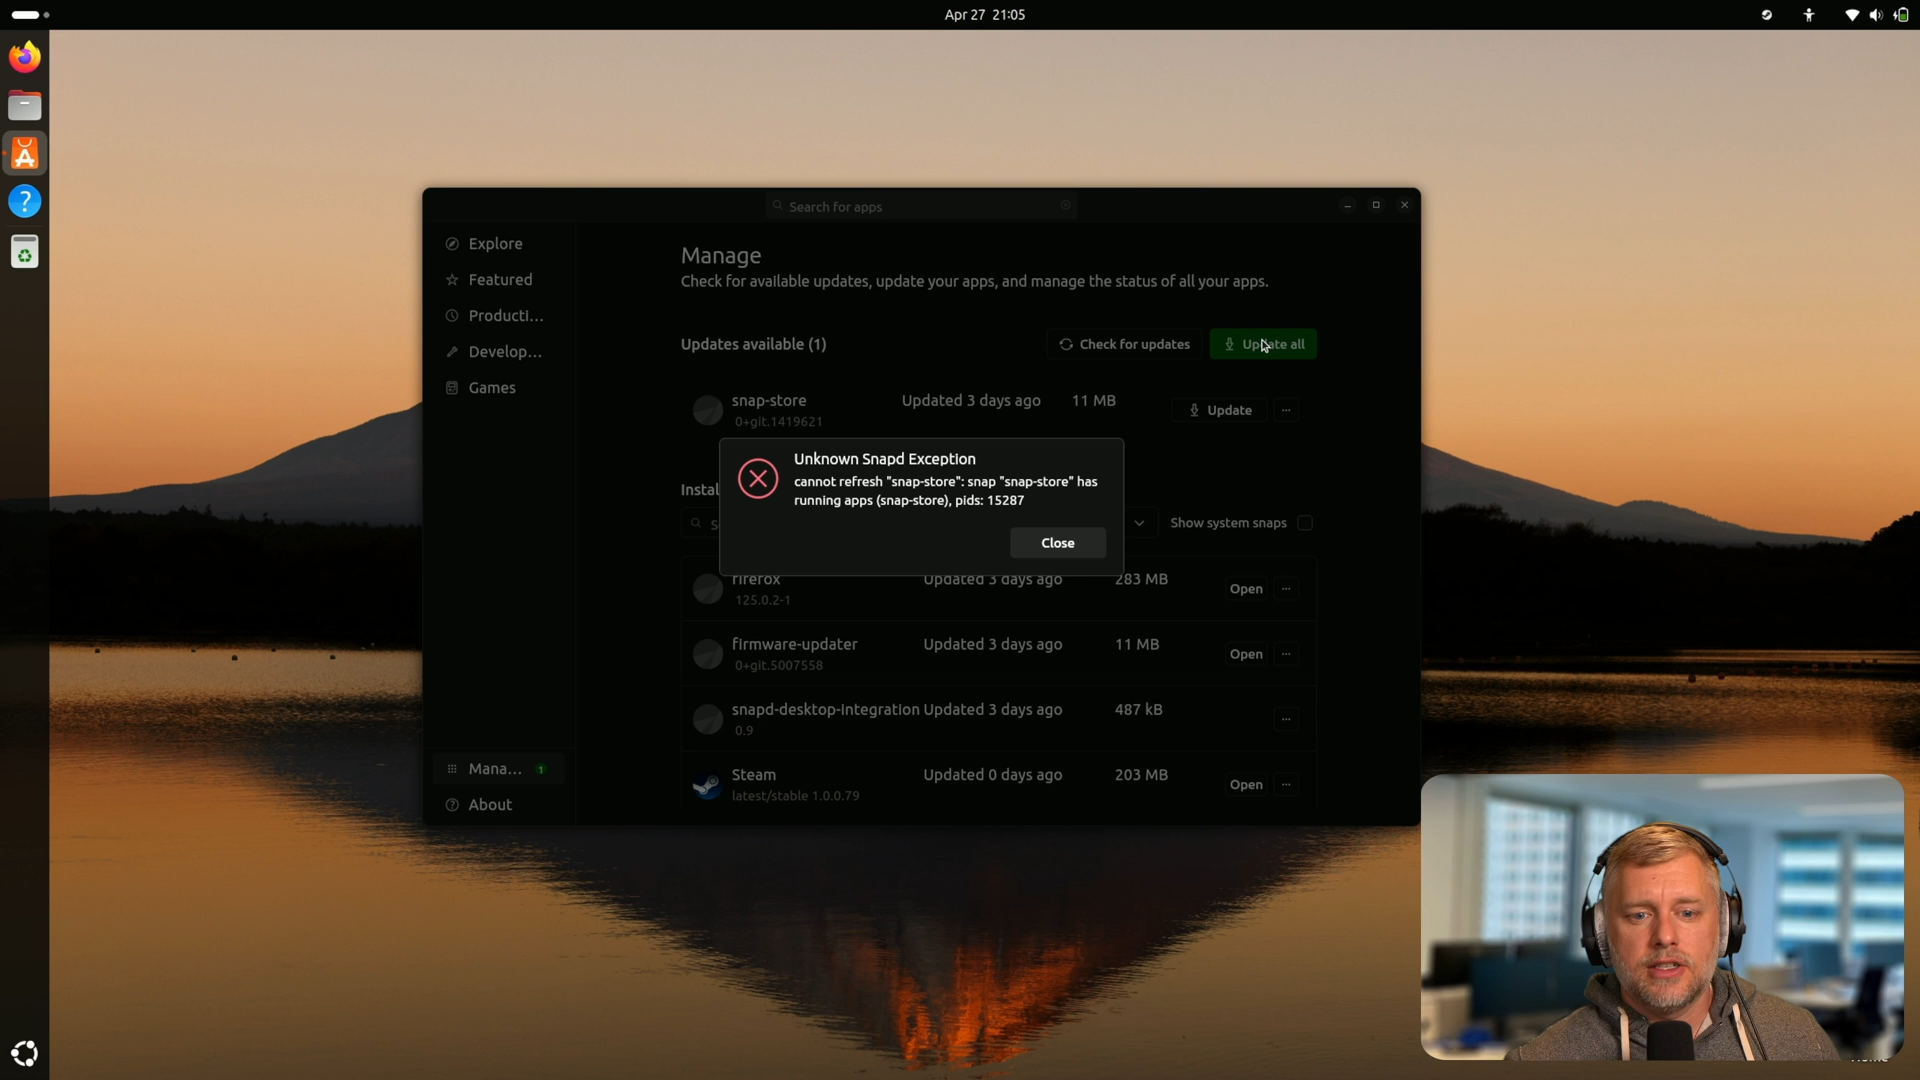 Apr 27 21:05
Search for apps
Explore
Featured
Producti...
Develop...
Games
Mana... 1
About
Manage
Check for available updates, update your apps, and manage the status of all your apps.
Updates available (1)
Check for updates
Update all
snap-store
Updated 3 days ago
11 MB
Update
0+git.1419621
Unknown Snapd Exception
cannot refresh "snap-store": snap "snap-store" has
running apps (snap-store), pids: 15287
Close
Instal
S
Show system snaps
firefox
Updated 3 days ago
283 MB
Open
125.0.2-1
firmware-updater
Updated 3 days ago
11 MB
Open
0+git.5007558
snapd-desktop-integration
Updated 3 days ago
487 kB
0.9
Steam
Updated 0 days ago
203 MB
Open
latest/stable 1.0.0.79